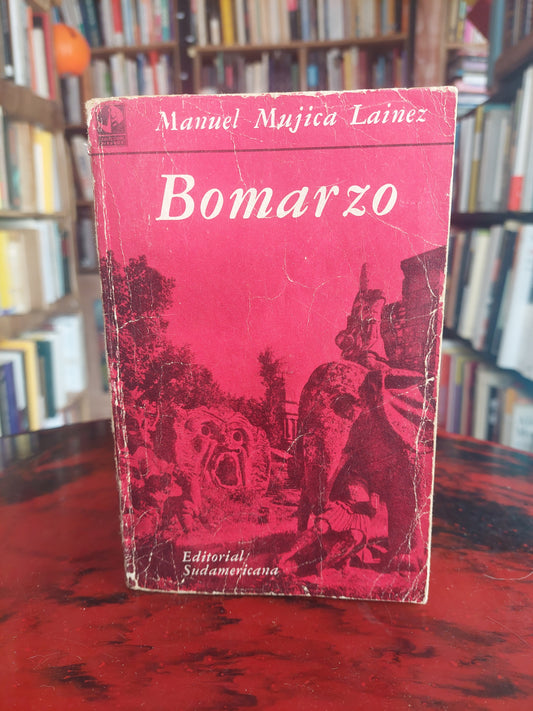 Manuel Mujica Lainez
Bomarzo
Editorial
Sudamericana